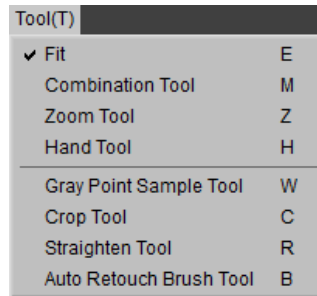 Tool(T)
✔ Fit E
Combination Tool M
Zoom Tool Z
Hand Tool H
Gray Point Sample Tool W
Crop Tool C
Straighten Tool R
Auto Retouch Brush Tool B